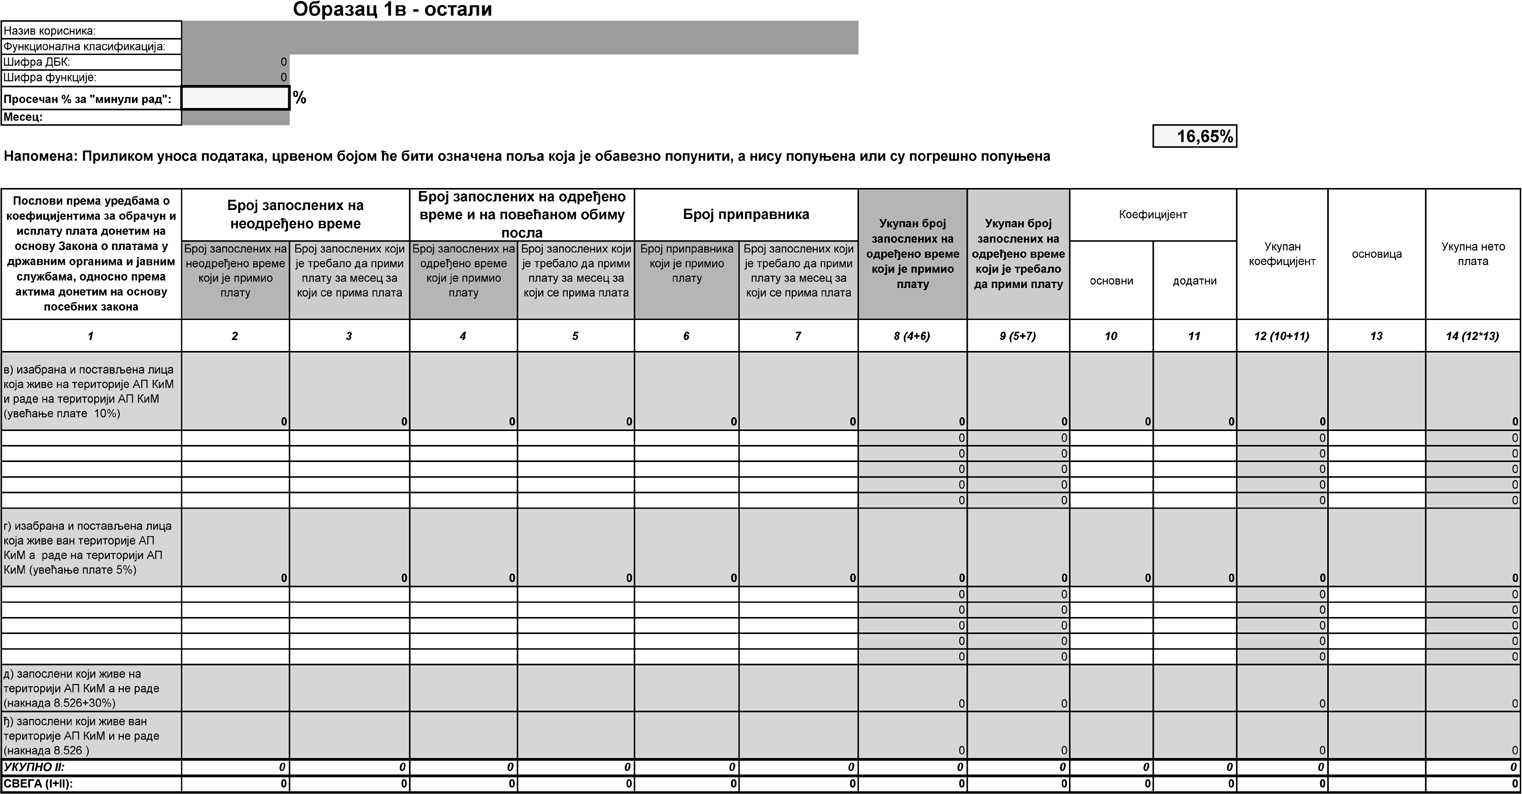 Образац 1в - остали
Назив корисника:
Функционална класификација:
Шифра ДБК: 0
Шифра функције: 0
Просечан % за "минули рад": %
Месец:
16,65%
Напомена: Приликом уноса података, црвеном бојом ће бити означена поља која је обавезно попунити, а нису попуњена или су погрешно попуњена
Послови према уредбама о
коефицијентима за обрачун и
исплату плата донетим на
основу Закона о платама у
државним органима и јавним
службама, односно према
актима донетим на основу
посебних закона
Број запослених на
неодређено време
Број запослених на одређено
време и на повећаном обиму
посла
Број приправника
Број запослених на
неодређено време
који је примио
плату
Број запослених који
је требало да прими
плату за месец за
који се прима плата
Број запослених на
одређено време
који је примио
плату
Број запослених који
је требало да прими
плату за месец за
који се прима плата
Број приправника
који је примио
плату
Број запослених који
је требало да прими
плату за месец за
који се прима плата
Укупан број
запослених на
одређено време
који је примио
плату
Укупан број
запослених на
одређено време
који је требало
да прими плату
Коефицијент
основни
додатни
Укупан
коефицијент
основица
Укупна нето
плата
1 2 3 4 5 6 7 8 (4+6) 9 (5+7) 10 11 12 (10+11) 13 14 (12*13)
в) изабрана и постављена лица
која живе на територије АП КиМ
и раде на територији АП КиМ
(увећање плате 10%)
0 0 0 0 0 0 0 0 0 0 0 0
0 0 0 0
0 0 0 0
0 0 0 0
0 0 0 0
0 0 0 0
г) изабрана и постављена лица
која живе ван територије АП
КиМ а раде на територији АП
КиМ (увећање плате 5%)
0 0 0 0 0 0 0 0 0 0 0 0
0 0 0 0
0 0 0 0
0 0 0 0
0 0 0 0
0 0 0 0
д) запослени који живе на
територији АП КиМ а не раде
(накнада 8.526+30%)
0 0 0 0
ђ) запослени који живе ван
територије АП КиМ и не раде
(накнада 8.526 )
0 0 0 0
УКУПНО II: 0 0 0 0 0 0 0 0 0 0 0 0
СВЕГА (I+II): 0 0 0 0 0 0 0 0 0 0 0 0